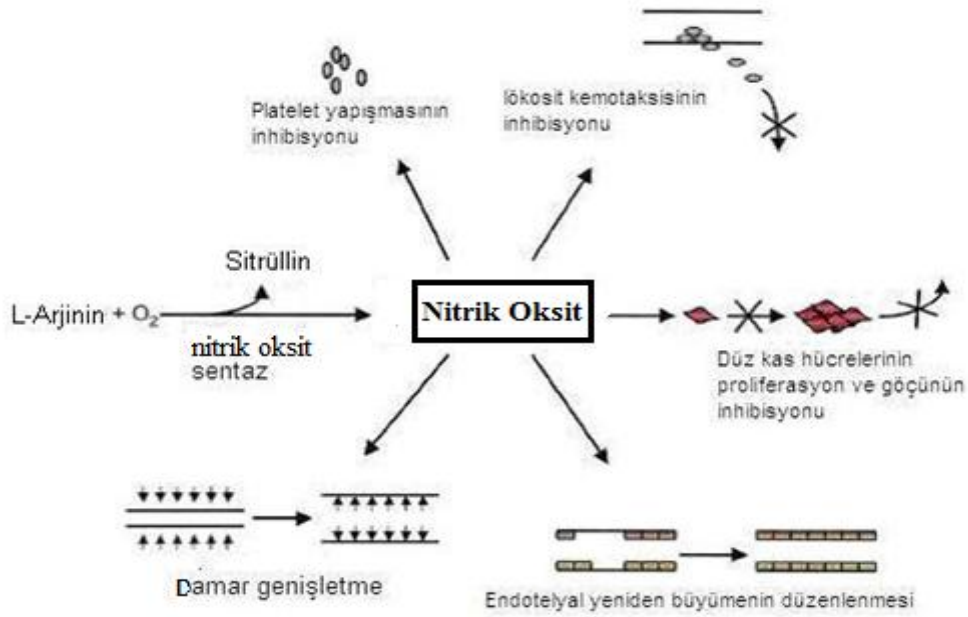 Platelet yapışmasının
inhibisyonu
lökosit kemotaksisinin
inhibisyonu
Sitrüllin
L-Arjinin + O₂
nitrik oksit
sentaz
Nitrik Oksit
Düz kas hücrelerinin
proliferasyon ve göçünün
inhibisyonu
Damar genişletme
Endotelyal yeniden büyümenin düzenlenmesi